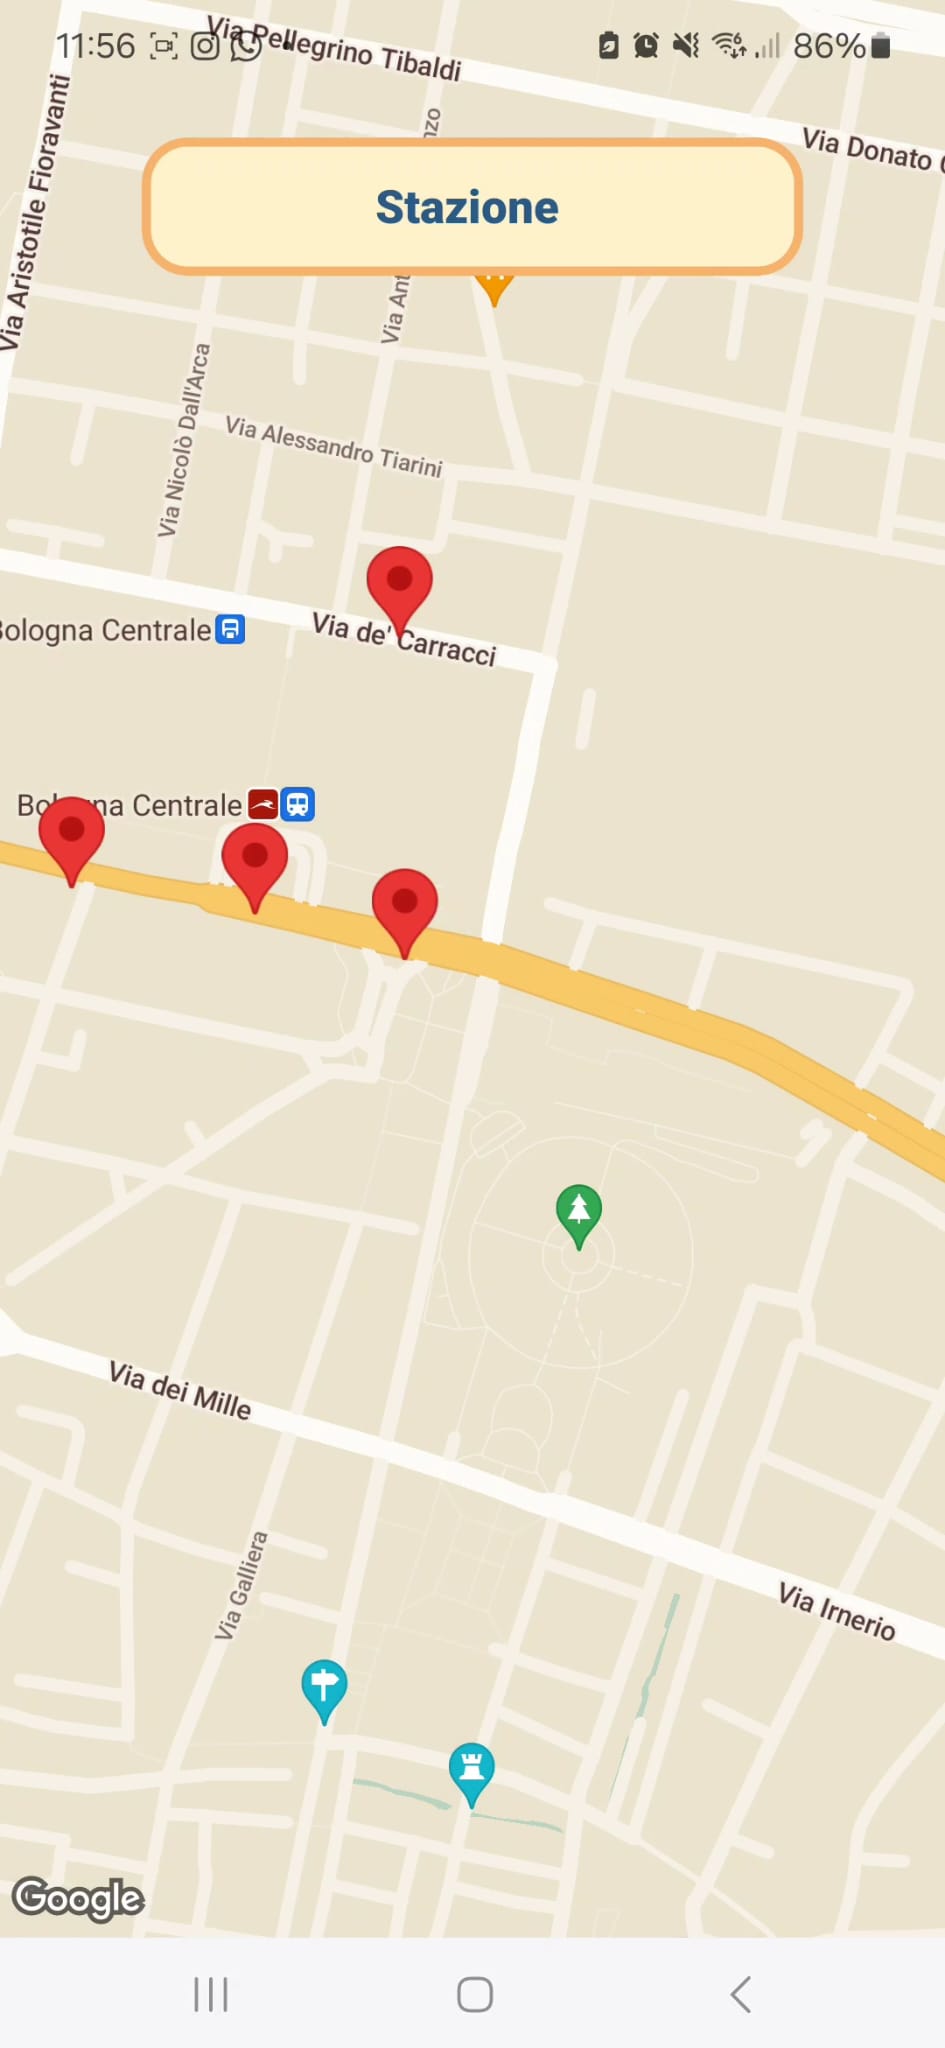 11:56
86%
Via Pellegrino Tibaldi
Via Donato
Via Aristotile Fioravanti
Stazione
Via Nicolò Dall'Arca
Via Alessandro Tiarini
Bologna Centrale
Via de' Carracci
Bologna Centrale
Via dei Mille
Via Galliera
Via Irnerio
Google